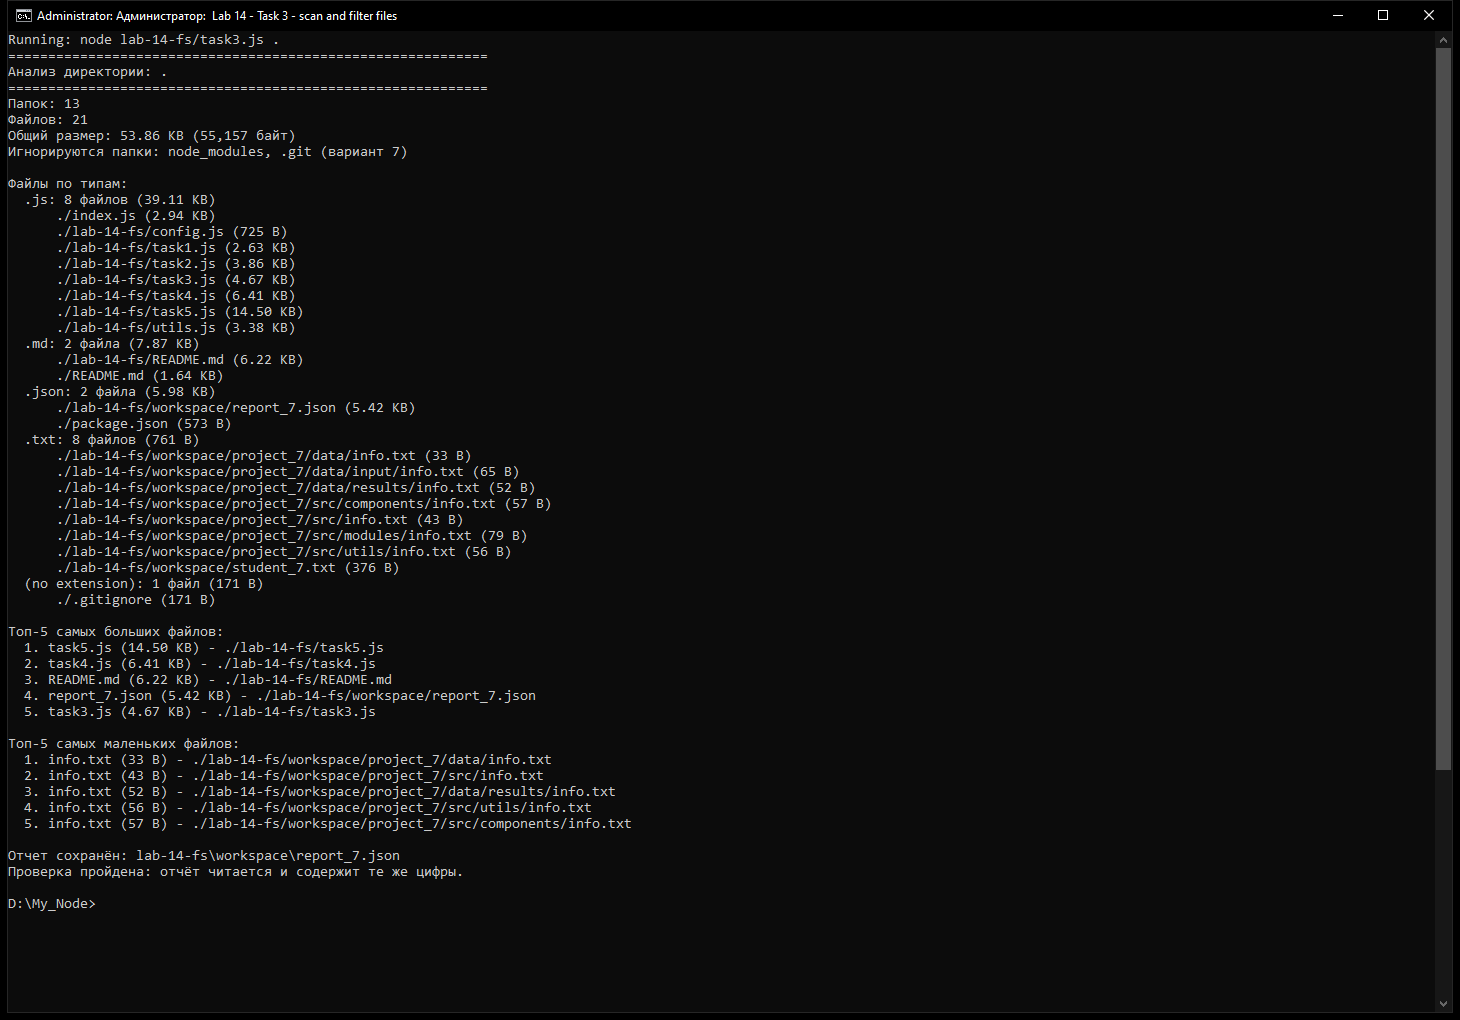 Administrator: Администратор:  Lab 14 - Task 3 - scan and filter files
Running: node lab-14-fs/task3.js .
============================================================
Анализ директории: .
============================================================
Папок: 13
Файлов: 21
Общий размер: 53.86 KB (55,157 байт)
Игнорируются папки: node_modules, .git (вариант 7)

Файлы по типам:
  .js: 8 файлов (39.11 KB)
      ./index.js (2.94 KB)
      ./lab-14-fs/config.js (725 B)
      ./lab-14-fs/task1.js (2.63 KB)
      ./lab-14-fs/task2.js (3.86 KB)
      ./lab-14-fs/task3.js (4.67 KB)
      ./lab-14-fs/task4.js (6.41 KB)
      ./lab-14-fs/task5.js (14.50 KB)
      ./lab-14-fs/utils.js (3.38 KB)
  .md: 2 файла (7.87 KB)
      ./lab-14-fs/README.md (6.22 KB)
      ./README.md (1.64 KB)
  .json: 2 файла (5.98 KB)
      ./lab-14-fs/workspace/report_7.json (5.42 KB)
      ./package.json (573 B)
  .txt: 8 файлов (761 B)
      ./lab-14-fs/workspace/project_7/data/info.txt (33 B)
      ./lab-14-fs/workspace/project_7/data/input/info.txt (65 B)
      ./lab-14-fs/workspace/project_7/data/results/info.txt (52 B)
      ./lab-14-fs/workspace/project_7/src/components/info.txt (57 B)
      ./lab-14-fs/workspace/project_7/src/info.txt (43 B)
      ./lab-14-fs/workspace/project_7/src/modules/info.txt (79 B)
      ./lab-14-fs/workspace/project_7/src/utils/info.txt (56 B)
      ./lab-14-fs/workspace/student_7.txt (376 B)
  (no extension): 1 файл (171 B)
      ./.gitignore (171 B)

Топ-5 самых больших файлов:
  1. task5.js (14.50 KB) - ./lab-14-fs/task5.js
  2. task4.js (6.41 KB) - ./lab-14-fs/task4.js
  3. README.md (6.22 KB) - ./lab-14-fs/README.md
  4. report_7.json (5.42 KB) - ./lab-14-fs/workspace/report_7.json
  5. task3.js (4.67 KB) - ./lab-14-fs/task3.js

Топ-5 самых маленьких файлов:
  1. info.txt (33 B) - ./lab-14-fs/workspace/project_7/data/info.txt
  2. info.txt (43 B) - ./lab-14-fs/workspace/project_7/src/info.txt
  3. info.txt (52 B) - ./lab-14-fs/workspace/project_7/data/results/info.txt
  4. info.txt (56 B) - ./lab-14-fs/workspace/project_7/src/utils/info.txt
  5. info.txt (57 B) - ./lab-14-fs/workspace/project_7/src/components/info.txt

Отчет сохранён: lab-14-fs\workspace\report_7.json
Проверка пройдена: отчёт читается и содержит те же цифры.

D:\My_Node>